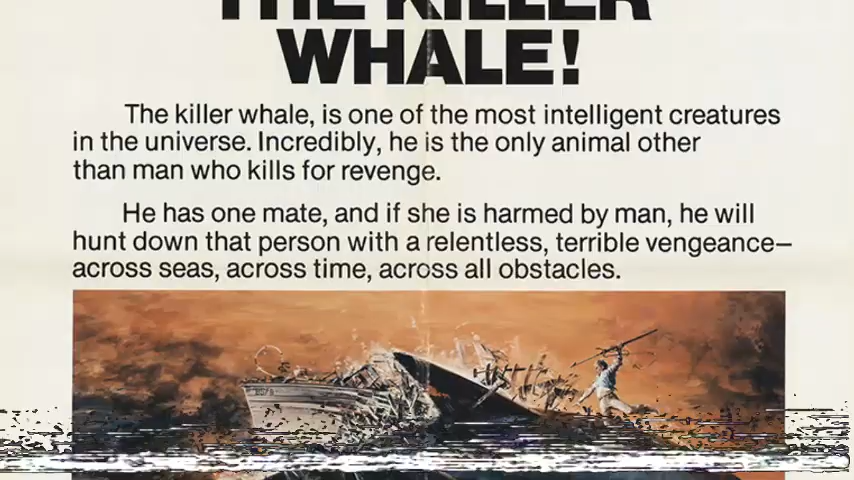 THE KILLER
WHALE!
The killer whale, is one of the most intelligent creatures
in the universe. Incredibly, he is the only animal other
than man who kills for revenge.
He has one mate, and if she is harmed by man, he will
hunt down that person with a relentless, terrible vengeance–
across seas, across time, across all obstacles.